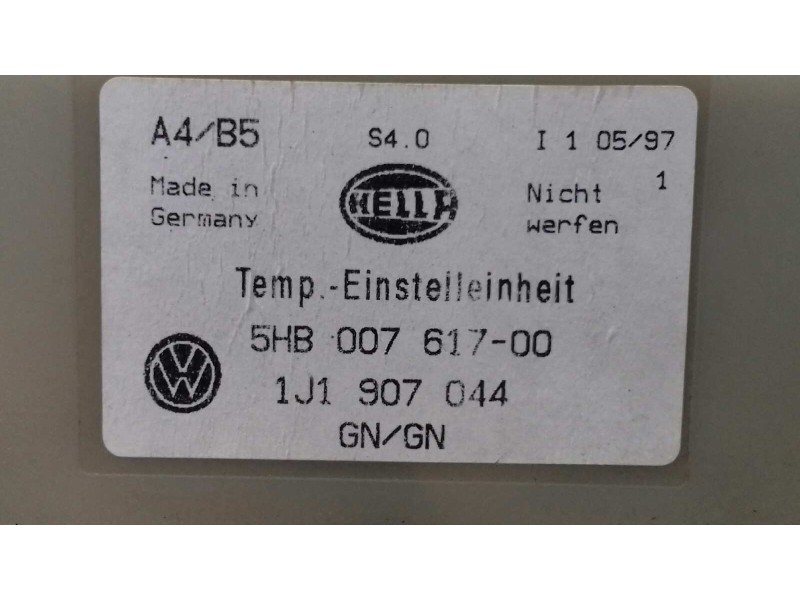 A4/B5 S4.0 I 1 05/97
Made in Germany HELLA Nicht werfen 1
Temp.-Einstelleinheit
5HB 007 617-00
VW 1J1 907 044
GN/GN